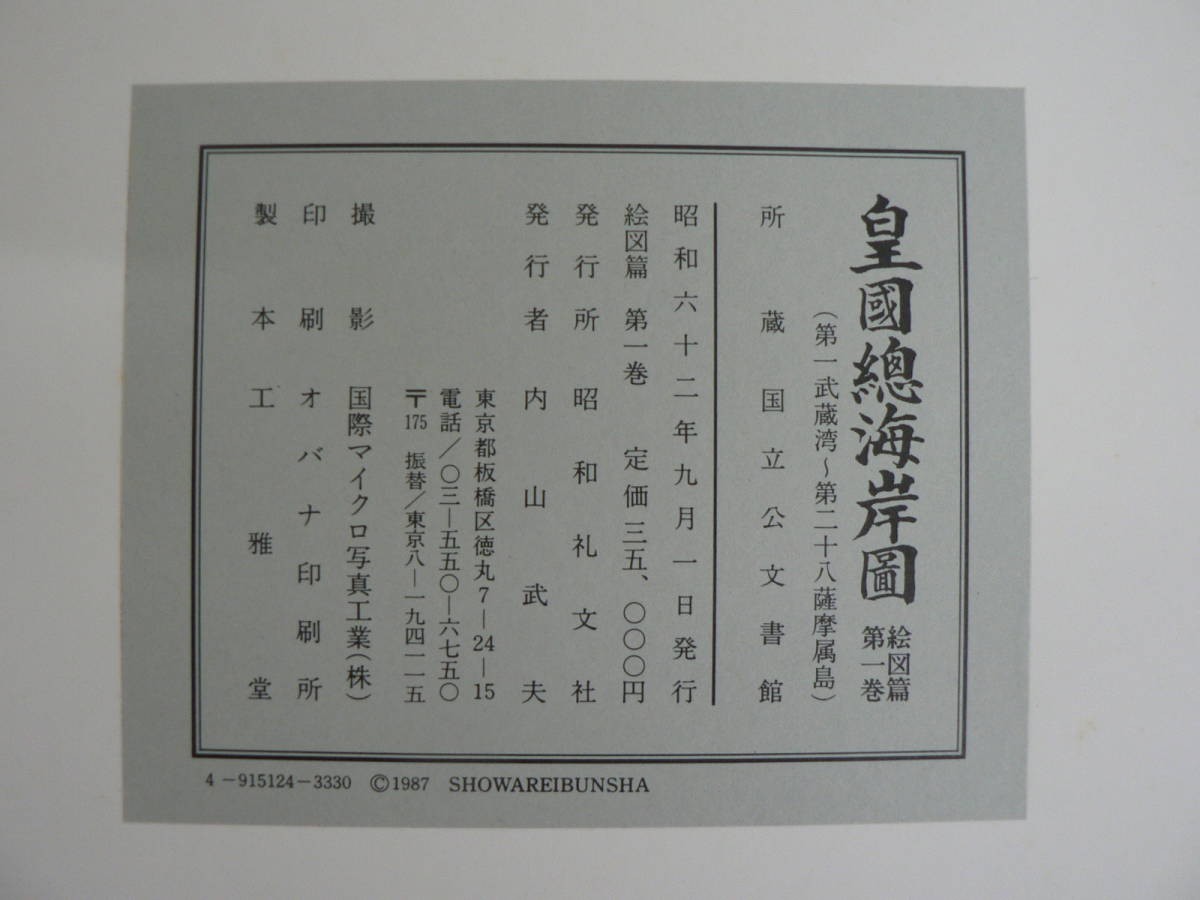 皇國總海岸圖 絵図篇 第一巻
(第一武蔵湾〜第二十八薩摩属島)
所蔵 国立公文書館
昭和六十二年九月一日発行
絵図篇 第一巻 定価三五、〇〇〇円
発行所 昭和礼文社
発行者 内山武夫
東京都板橋区徳丸7—24—15
電話/〇三—五五〇—六七五〇
〒175 振替/東京八—一九四一一五
撮影 国際マイクロ写真工業(株)
印刷 オバナ印刷所
製本 工雅堂
4-915124-3330 ©1987 SHOWAREIBUNSHA